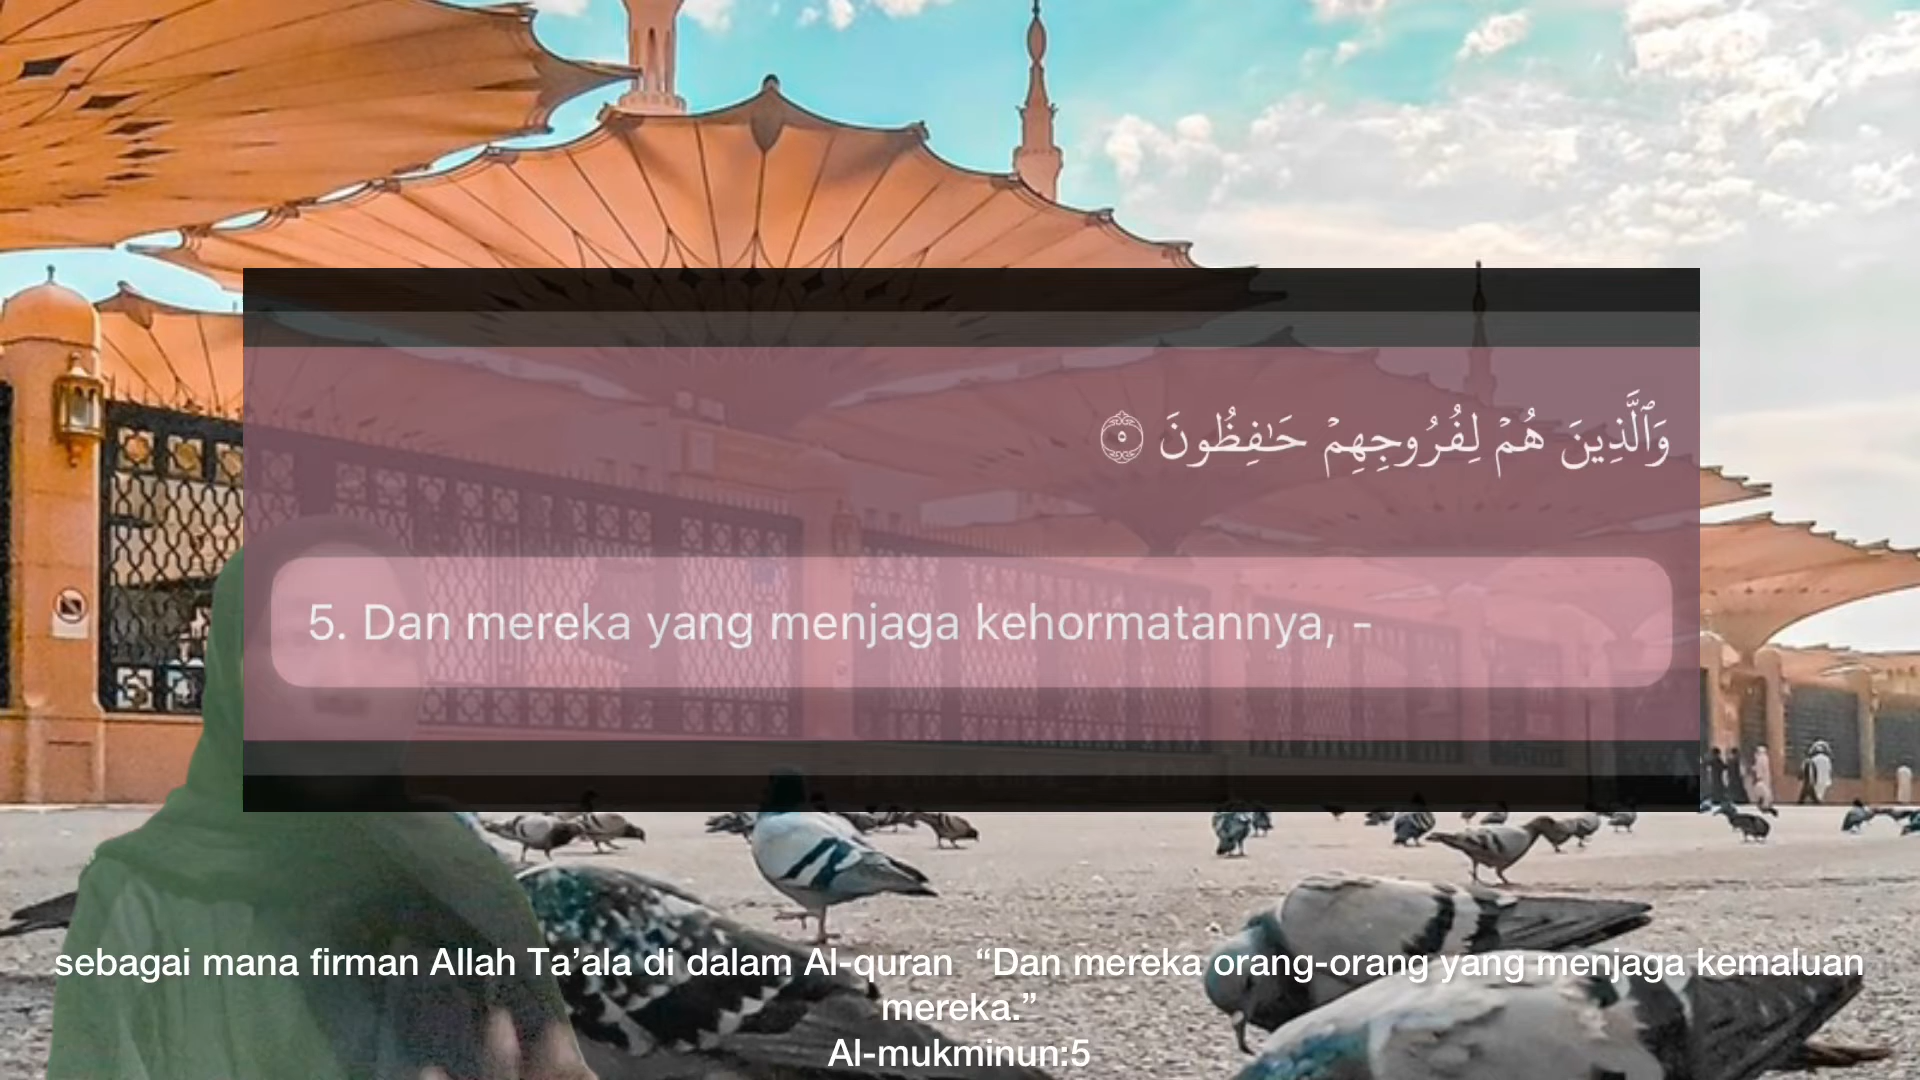 وَٱلَّذِينَ هُمۡ لِفُرُوجِهِمۡ حَٰفِظُونَ ٥
5. Dan mereka yang menjaga kehormatannya, -
sebagai mana firman Allah Ta’ala di dalam Al-quran “Dan mereka orang-orang yang menjaga kemaluan
mereka.”
Al-mukminun:5